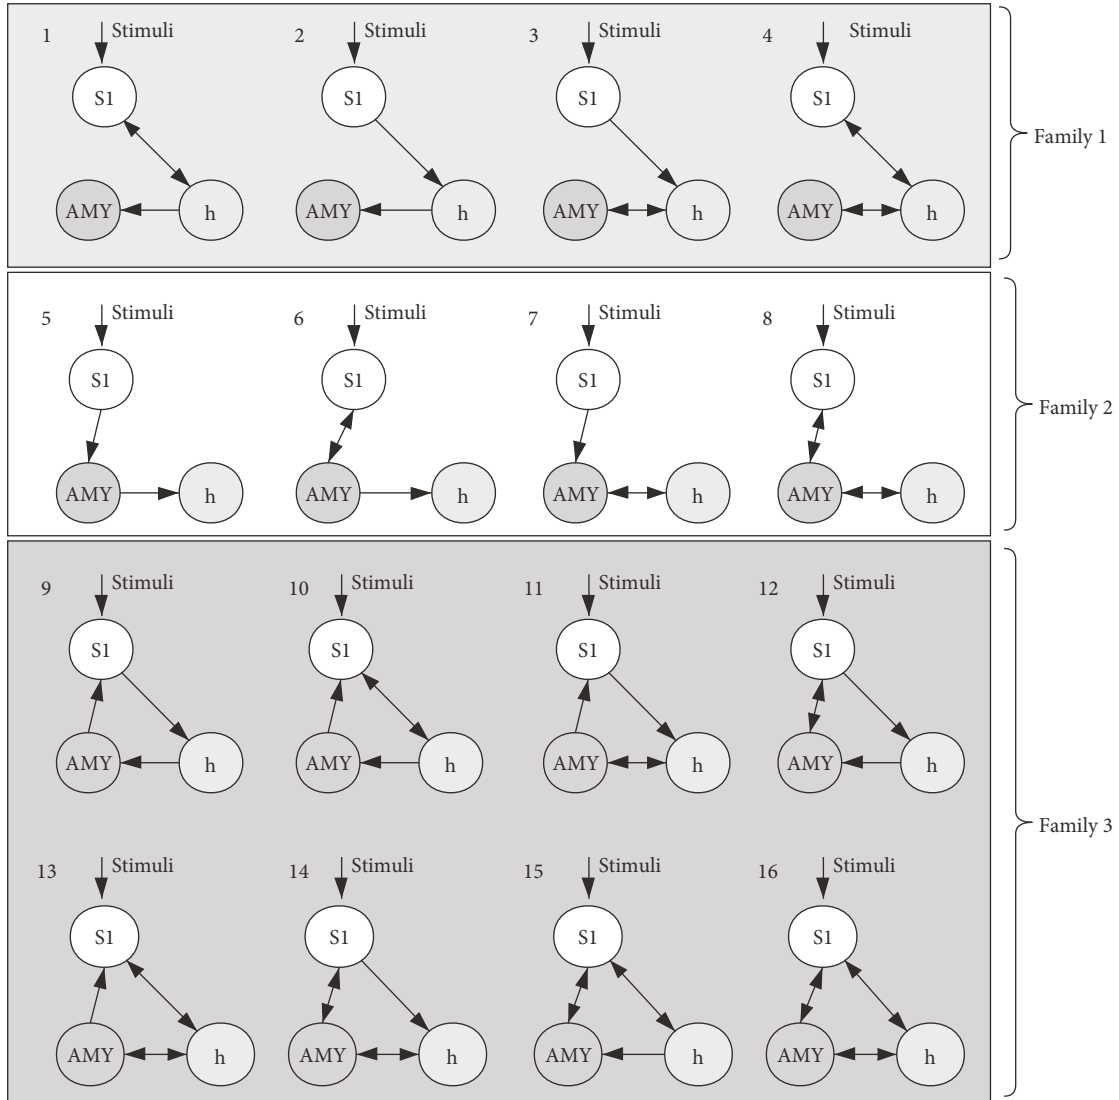 1 Stimuli 2 Stimuli 3 Stimuli 4 Stimuli
S1 S1 S1 S1
Family 1
AMY h AMY h AMY h AMY h
5 Stimuli 6 Stimuli 7 Stimuli 8 Stimuli
S1 S1 S1 S1
Family 2
AMY h AMY h AMY h AMY h
9 Stimuli 10 Stimuli 11 Stimuli 12 Stimuli
S1 S1 S1 S1
AMY h AMY h AMY h AMY h
Family 3
13 Stimuli 14 Stimuli 15 Stimuli 16 Stimuli
S1 S1 S1 S1
AMY h AMY h AMY h AMY h